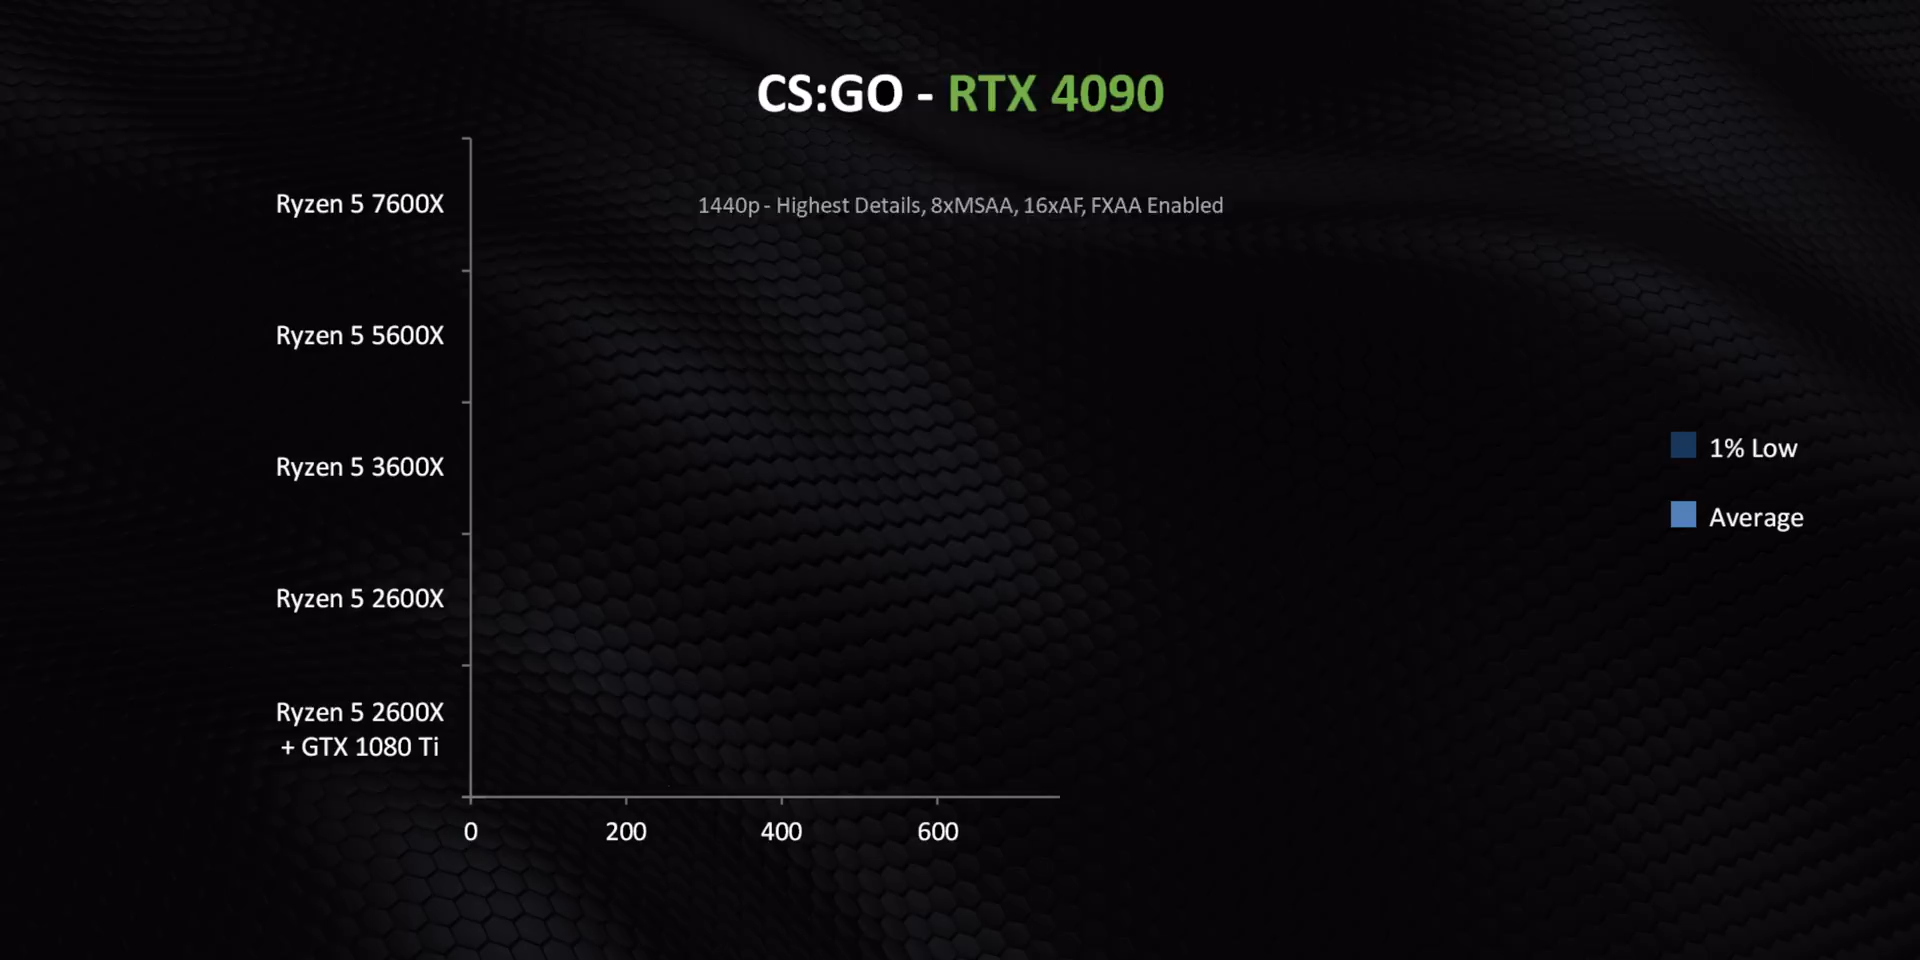 CS:GO - RTX 4090
1440p - Highest Details, 8xMSAA, 16xAF, FXAA Enabled
Ryzen 5 7600X
Ryzen 5 5600X
Ryzen 5 3600X
Ryzen 5 2600X
Ryzen 5 2600X
+ GTX 1080 Ti
0 200 400 600
1% Low
Average